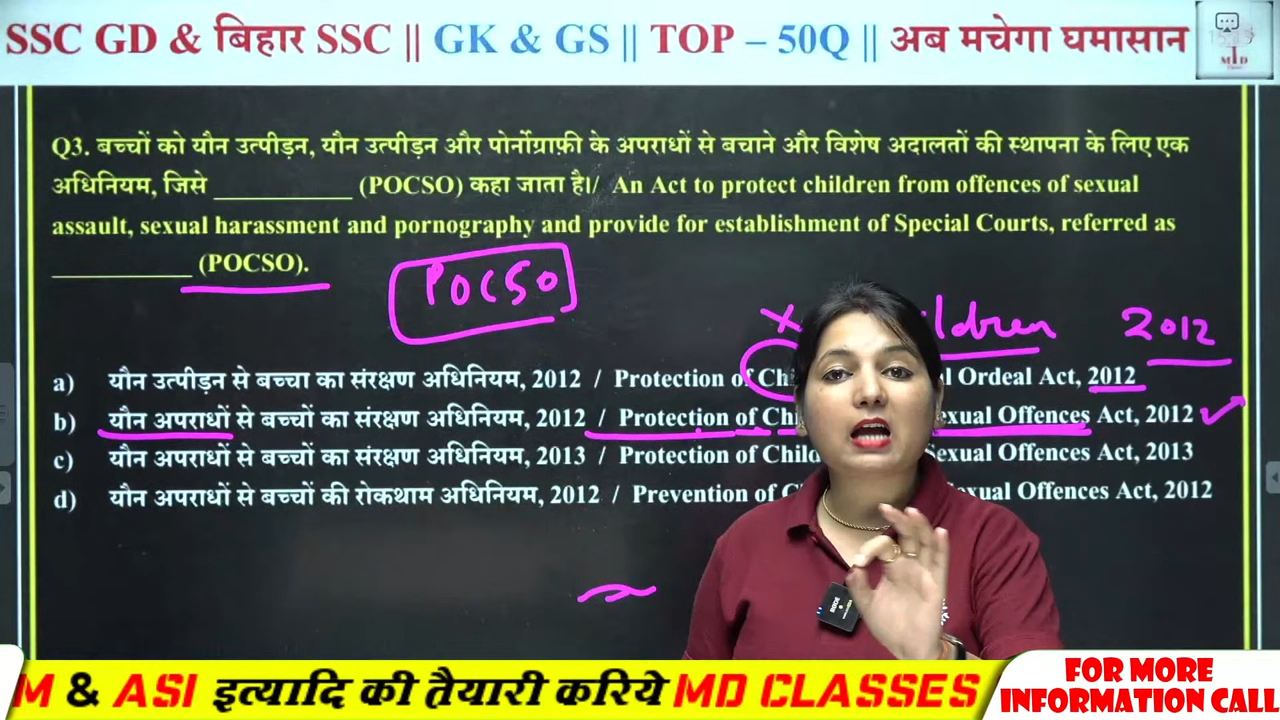 SSC GD & बिहार SSC || GK & GS || TOP – 50Q || अब मचेगा घमासान
Q3. बच्चों को यौन उत्पीड़न, यौन उत्पीड़न और पोर्नोग्राफ़ी के अपराधों से बचाने और विशेष अदालतों की स्थापना के लिए एक
अधिनियम, जिसे ____________ (POCSO) कहा जाता है।/ An Act to protect children from offences of sexual
assault, sexual harassment and pornography and provide for establishment of Special Courts, referred as
____________ (POCSO).
POCSO
ldren 2012
a) यौन उत्पीड़न से बच्चा का संरक्षण अधिनियम, 2012 / Protection of Ch l Ordeal Act, 2012
b) यौन अपराधों से बच्चों का संरक्षण अधिनियम, 2012 / Protection of Chi exual Offences Act, 2012
c) यौन अपराधों से बच्चों का संरक्षण अधिनियम, 2013 / Protection of Child Sexual Offences Act, 2013
d) यौन अपराधों से बच्चों की रोकथाम अधिनियम, 2012 / Prevention of C xual Offences Act, 2012
M & ASI इत्यादि की तैयारी करिये MD CLASSES
FOR MORE
INFORMATION CALL